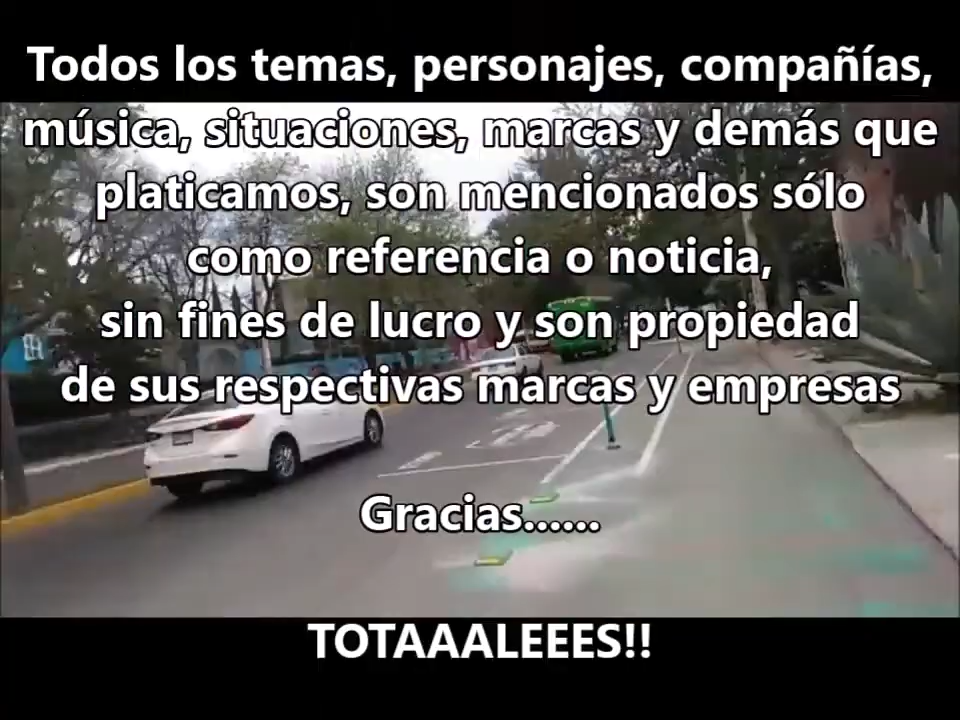 Todos los temas, personajes, compañías,
música, situaciones, marcas y demás que
platicamos, son mencionados sólo
como referencia o noticia,
sin fines de lucro y son propiedad
de sus respectivas marcas y empresas
Gracias......
TOTAAALEEES!!